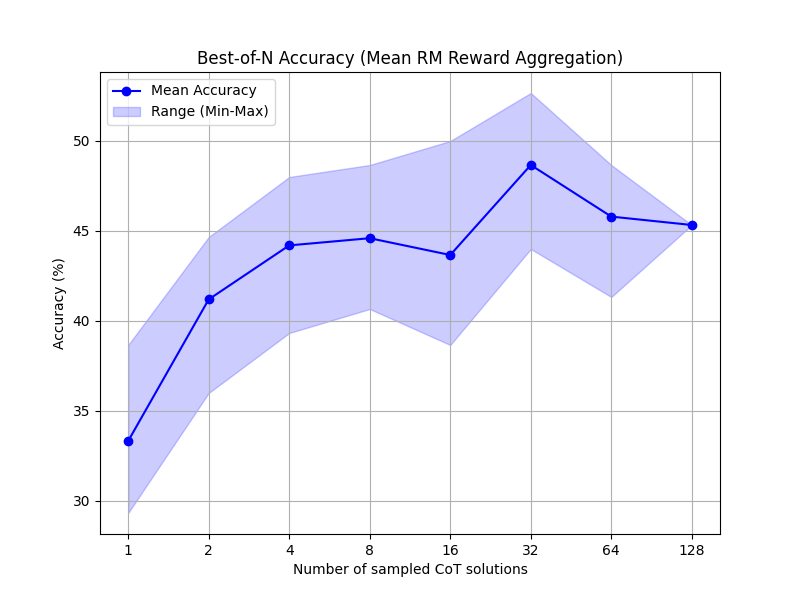 Best-of-N Accuracy (Mean RM Reward Aggregation)
Mean Accuracy
Range (Min-Max)
Accuracy (%)
50
45
40
35
30
1 2 4 8 16 32 64 128
Number of sampled CoT solutions